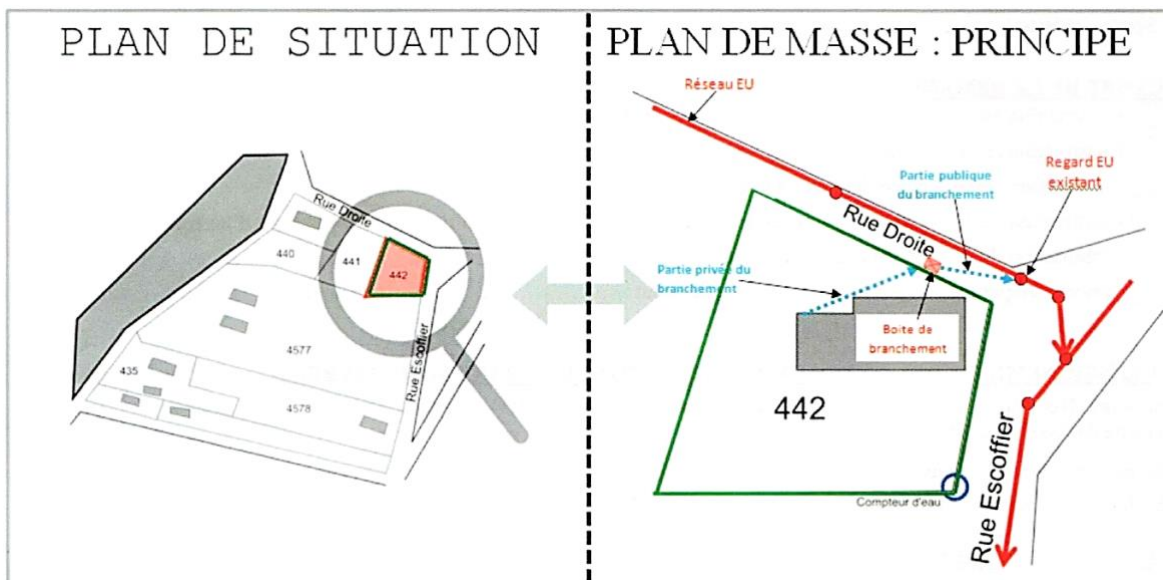 PLAN DE SITUATION
Rue Droite
440
441
442
4577
435
4578
Rue Escoffier
PLAN DE MASSE : PRINCIPE
Réseau EU
Regard EU
existant
Partie publique
du branchement
Rue Droite
Partie privée du
branchement
Boite de
branchement
442
Compteur d'eau
Rue Escoffier